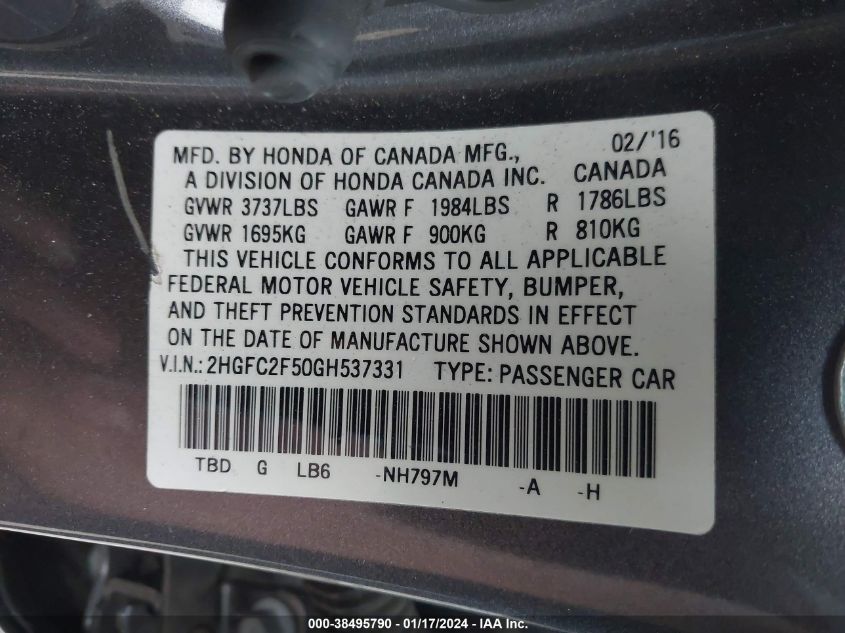 MFD. BY HONDA OF CANADA MFG., 02/'16
A DIVISION OF HONDA CANADA INC. CANADA
GVWR 3737LBS GAWR F 1984LBS R 1786LBS
GVWR 1695KG GAWR F 900KG R 810KG
THIS VEHICLE CONFORMS TO ALL APPLICABLE
FEDERAL MOTOR VEHICLE SAFETY, BUMPER,
AND THEFT PREVENTION STANDARDS IN EFFECT
ON THE DATE OF MANUFACTURE SHOWN ABOVE.
V.I.N.: 2HGFC2F50GH537331 TYPE: PASSENGER CAR
TBD G LB6 -NH797M -A -H
000-38495790 - 01/17/2024 - IAA Inc.